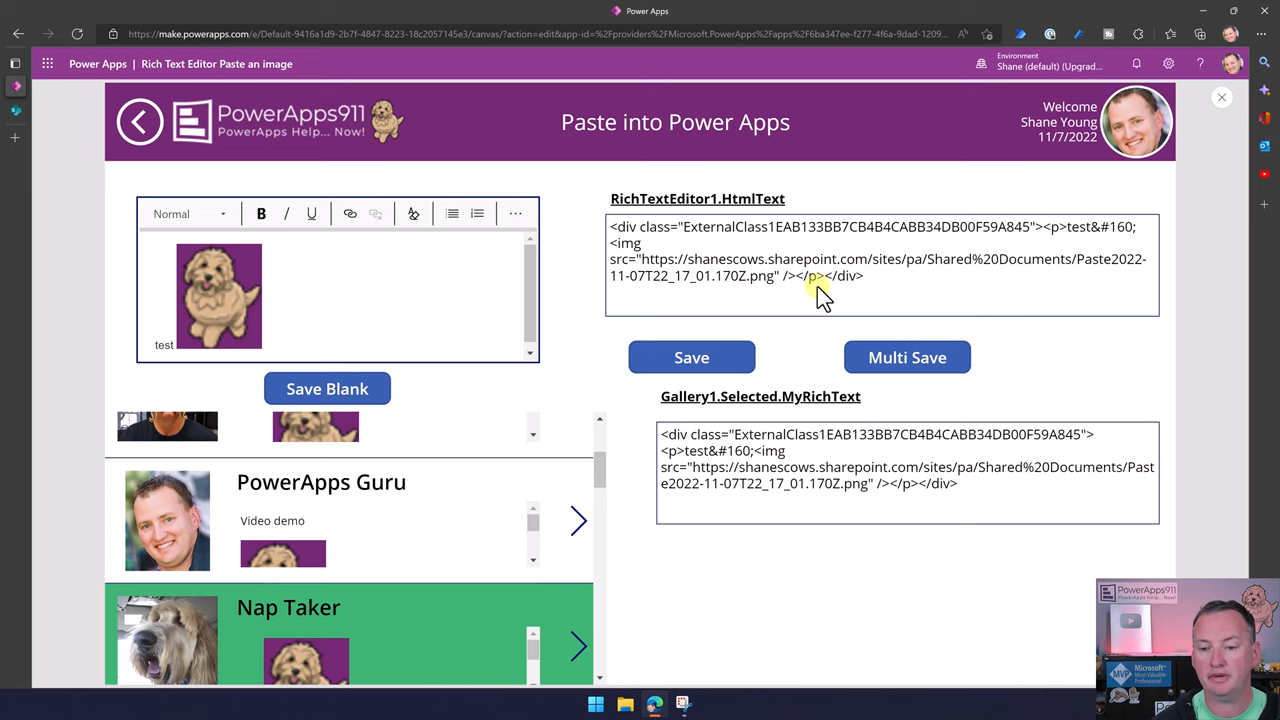 Power Apps
https://make.powerapps.com/e/Default-9416a1d9-2b7f-4847-8223-18c2057145e3/canvas/?action=edit&app-id=%2Fproviders%2FMicrosoft.PowerApps%2Fapps%2F6ba347ee-f277-4f6a-9dad-1209...
Power Apps | Rich Text Editor Paste an image
Environment
Shane (default) (Upgrad...
PowerApps911
PowerApps Help... Now!
Paste into Power Apps
Welcome
Shane Young
11/7/2022
Normal
B I U
test
Save Blank
RichTextEditor1.HtmlText
<div class="ExternalClass1EAB133BB7CB4B4CABB34DB00F59A845"><p>test&#160;
<img
src="https://shanescows.sharepoint.com/sites/pa/Shared%20Documents/Paste2022-
11-07T22_17_01.170Z.png" /></p></div>
Save
Multi Save
Gallery1.Selected.MyRichText
<div class="ExternalClass1EAB133BB7CB4B4CABB34DB00F59A845">
<p>test&#160;<img
src="https://shanescows.sharepoint.com/sites/pa/Shared%20Documents/Past
e2022-11-07T22_17_01.170Z.png" /></p></div>
PowerApps Guru
Video demo
Nap Taker
PowerApps911
PowerApps Help... Now!
Microsoft
MVP